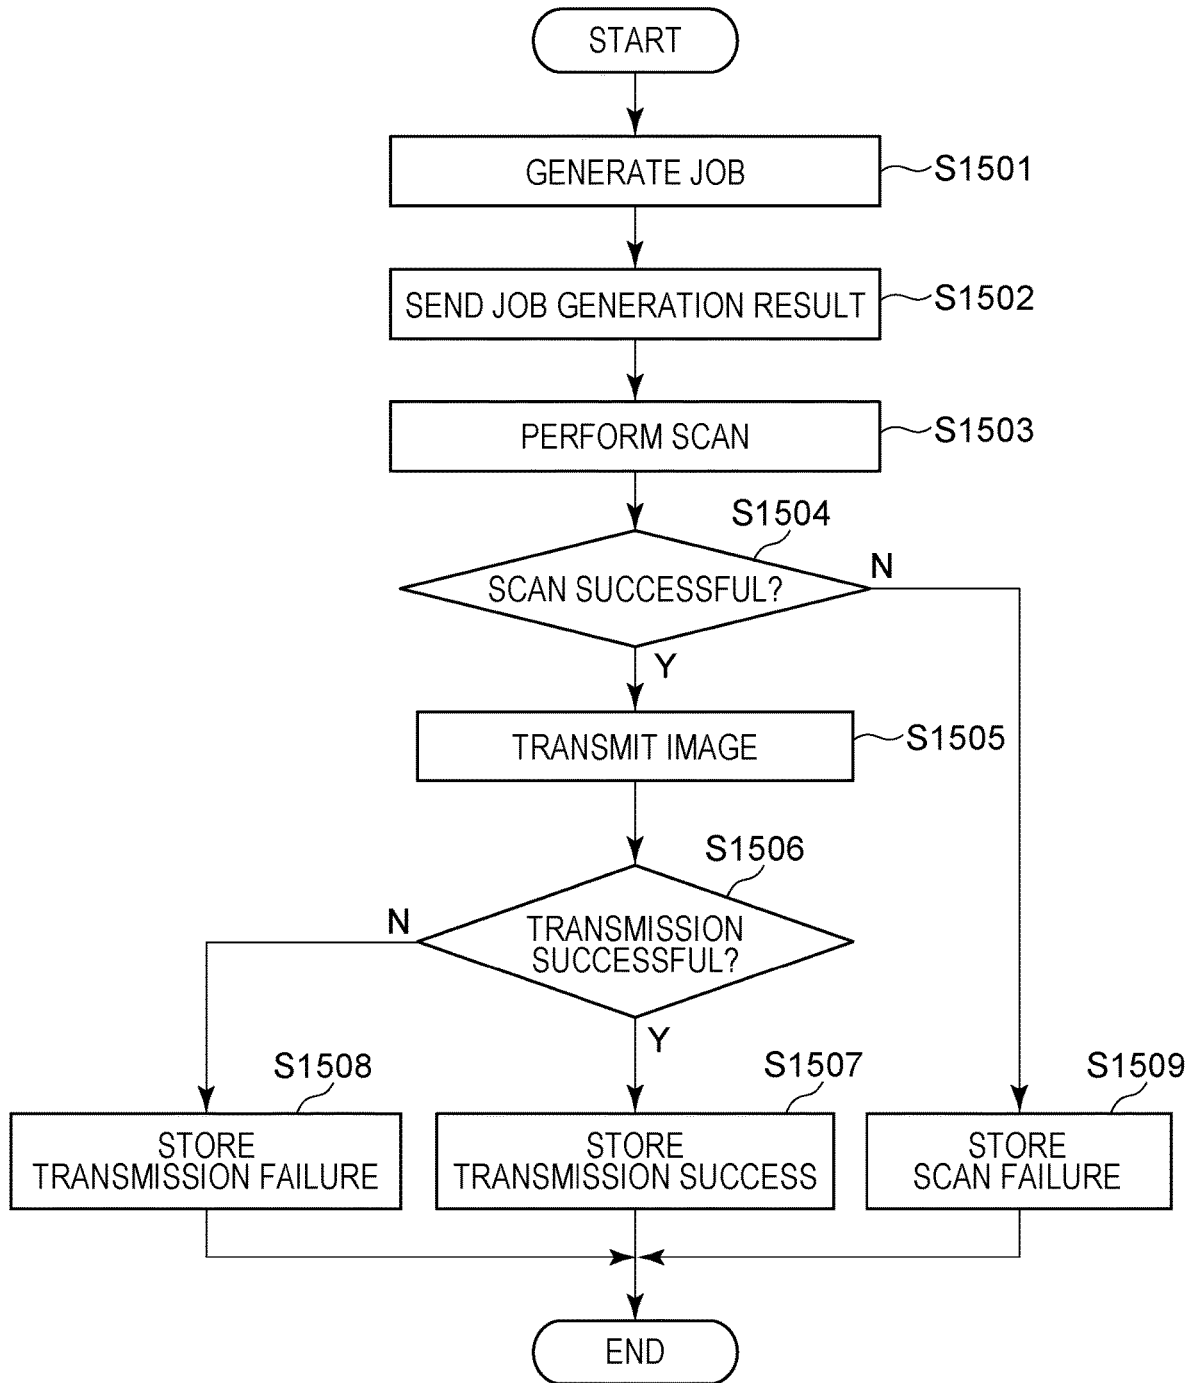 START
GENERATE JOB
S1501
SEND JOB GENERATION RESULT
S1502
PERFORM SCAN
S1503
S1504
SCAN SUCCESSFUL?
N
Y
TRANSMIT IMAGE
S1505
S1506
N
TRANSMISSION
SUCCESSFUL?
Y
S1508
STORE
TRANSMISSION FAILURE
S1507
STORE
TRANSMISSION SUCCESS
S1509
STORE
SCAN FAILURE
END